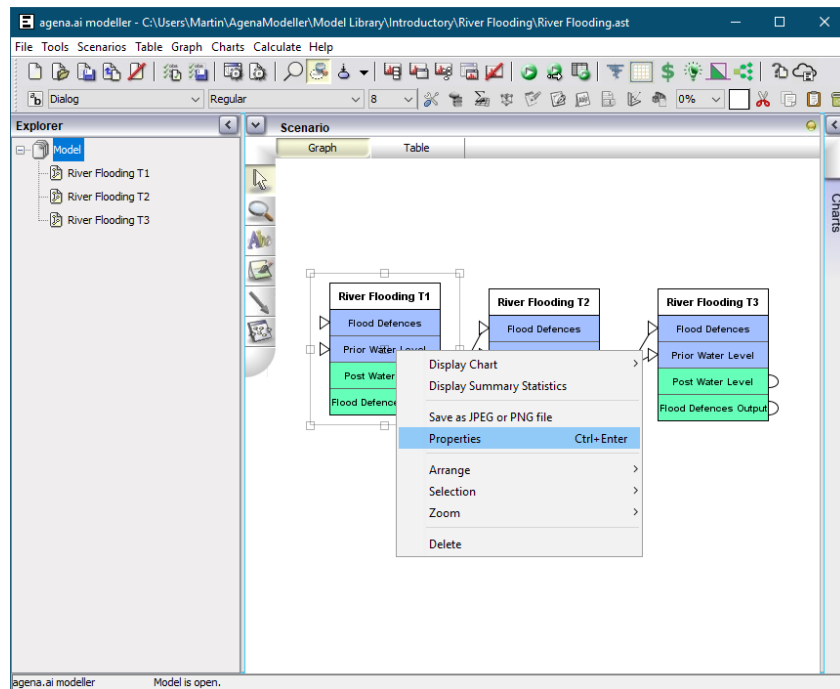 agena.ai modeller - C:\Users\Martin\AgenaModeller\Model Library\Introductory\River Flooding\River Flooding.ast
File Tools Scenarios Table Graph Charts Calculate Help
Dialog Regular 8 0%
Explorer
Model
River Flooding T1
River Flooding T2
River Flooding T3
Scenario
Graph Table
Charts
River Flooding T1
Flood Defences
Prior Water Level
Post Water
Flood Defence
River Flooding T2
Flood Defences
River Flooding T3
Flood Defences
Prior Water Level
Post Water Level
Flood Defences Output
Display Chart
Display Summary Statistics
Save as JPEG or PNG file
Properties Ctrl+Enter
Arrange
Selection
Zoom
Delete
agena.ai modeller Model is open.